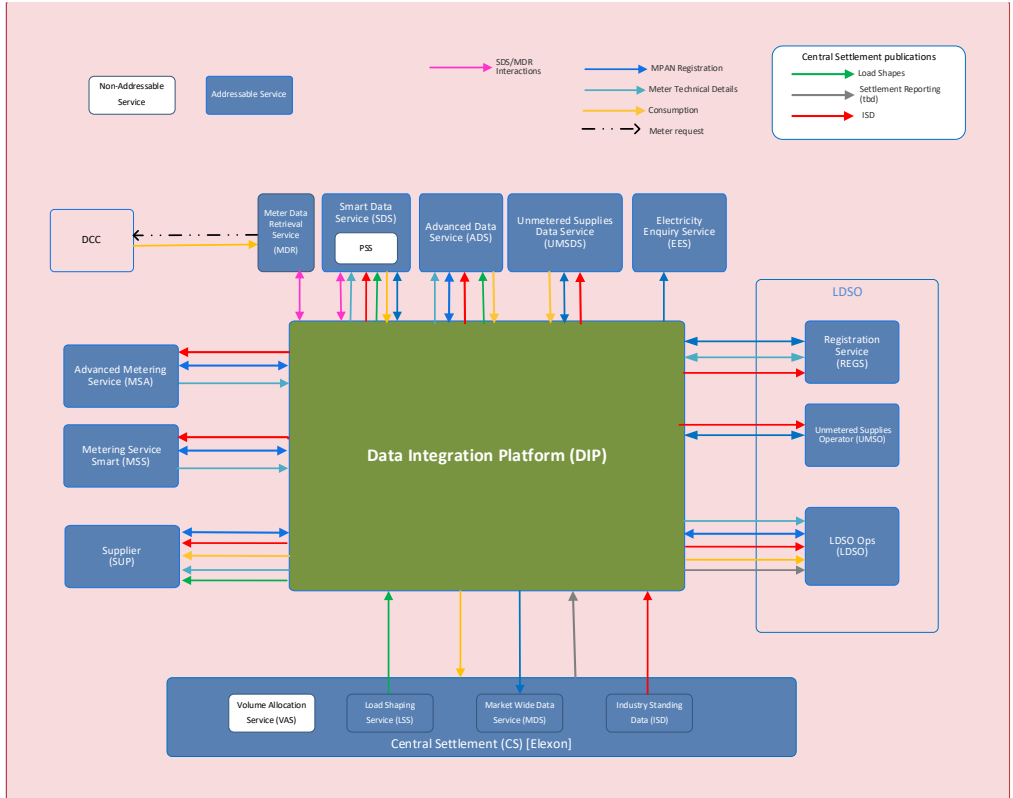 Non-Addressable
Service
Addressable Service
SDS/MDR
Interactions
MPAN Registration
Meter Technical Details
Consumption
Meter request
Central Settlement publications
Load Shapes
Settlement Reporting
(tbd)
ISD
DCC
Meter Data
Retrieval
Service
(MDR)
Smart Data
Service (SDS)
PSS
Advanced Data
Service (ADS)
Unmetered Supplies
Data Service
(UMSDS)
Electricity
Enquiry Service
(EES)
LDSO
Registration
Service
(REGS)
Unmetered Supplies
Operator (UMSO)
LDSO Ops
(LDSO)
Advanced Metering
Service (MSA)
Metering Service
Smart (MSS)
Supplier
(SUP)
Data Integration Platform (DIP)
Volume Allocation
Service (VAS)
Load Shaping
Service (LSS)
Market Wide Data
Service (MDS)
Industry Standing
Data (ISD)
Central Settlement (CS) [Elexon]